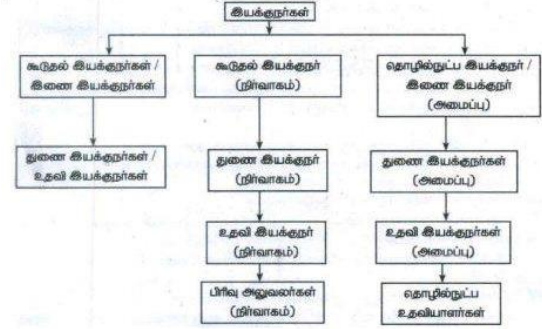 இயக்குநர்கள்
கூடுதல் இயக்குநர்கள் /
இணை இயக்குநர்கள்
கூடுதல் இயக்குநர்
(நிர்வாகம்)
தொழில்நுட்ப இயக்குநர் /
இணை இயக்குநர்
(அமைப்பு)
துணை இயக்குநர்கள் /
உதவி இயக்குநர்கள்
துணை இயக்குநர்
(நிர்வாகம்)
துணை இயக்குநர்கள்
(அமைப்பு)
உதவி இயக்குநர்
(நிர்வாகம்)
உதவி இயக்குநர்கள்
(அமைப்பு)
பிரிவு அலுவலர்கள்
(நிர்வாகம்)
தொழில்நுட்ப
உதவியாளர்கள்